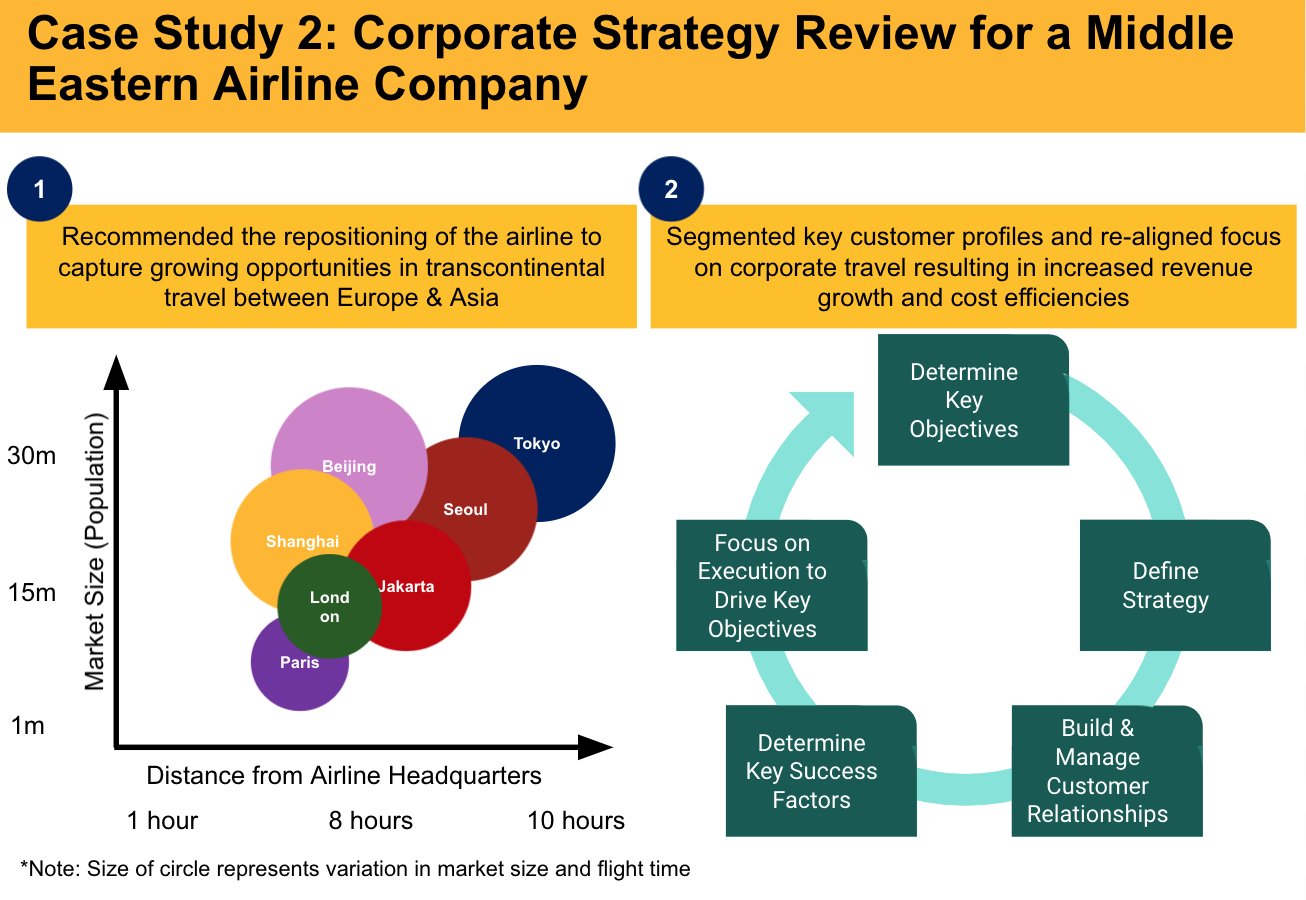 Case Study 2: Corporate Strategy Review for a Middle
Eastern Airline Company
1
Recommended the repositioning of the airline to
capture growing opportunities in transcontinental
travel between Europe & Asia
Market Size (Population)
30m
15m
1m
Tokyo
Beijing
Seoul
Shanghai
Jakarta
Lond
on
Paris
Distance from Airline Headquarters
1 hour
8 hours
10 hours
*Note: Size of circle represents variation in market size and flight time
2
Segmented key customer profiles and re-aligned focus
on corporate travel resulting in increased revenue
growth and cost efficiencies
Determine
Key
Objectives
Define
Strategy
Build &
Manage
Customer
Relationships
Determine
Key Success
Factors
Focus on
Execution to
Drive Key
Objectives